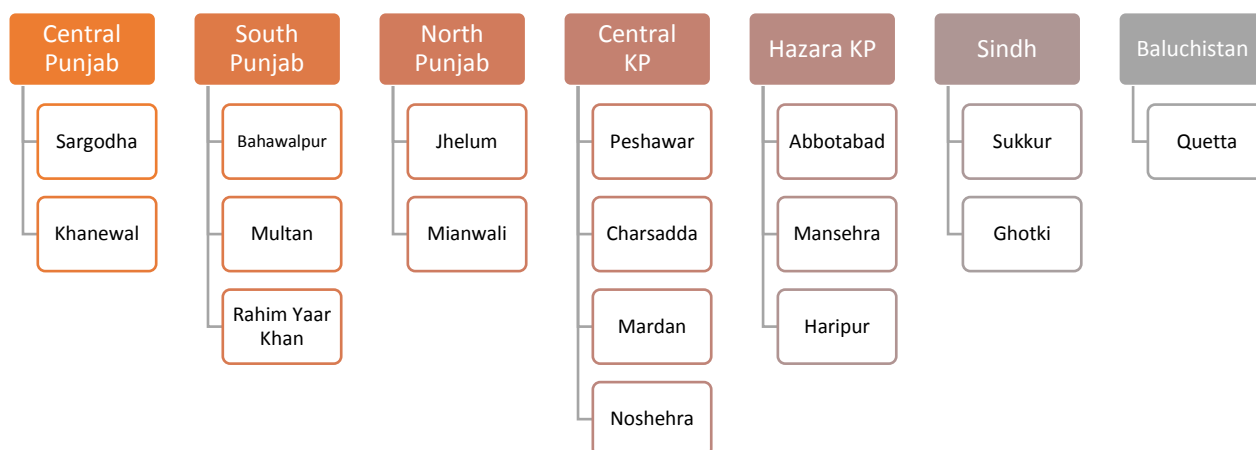 Central
Punjab
Sargodha
Khanewal
South
Punjab
Bahawalpur
Multan
Rahim Yaar
Khan
North
Punjab
Jhelum
Mianwali
Central
KP
Peshawar
Charsadda
Mardan
Noshehra
Hazara KP
Abbotabad
Mansehra
Haripur
Sindh
Sukkur
Ghotki
Baluchistan
Quetta